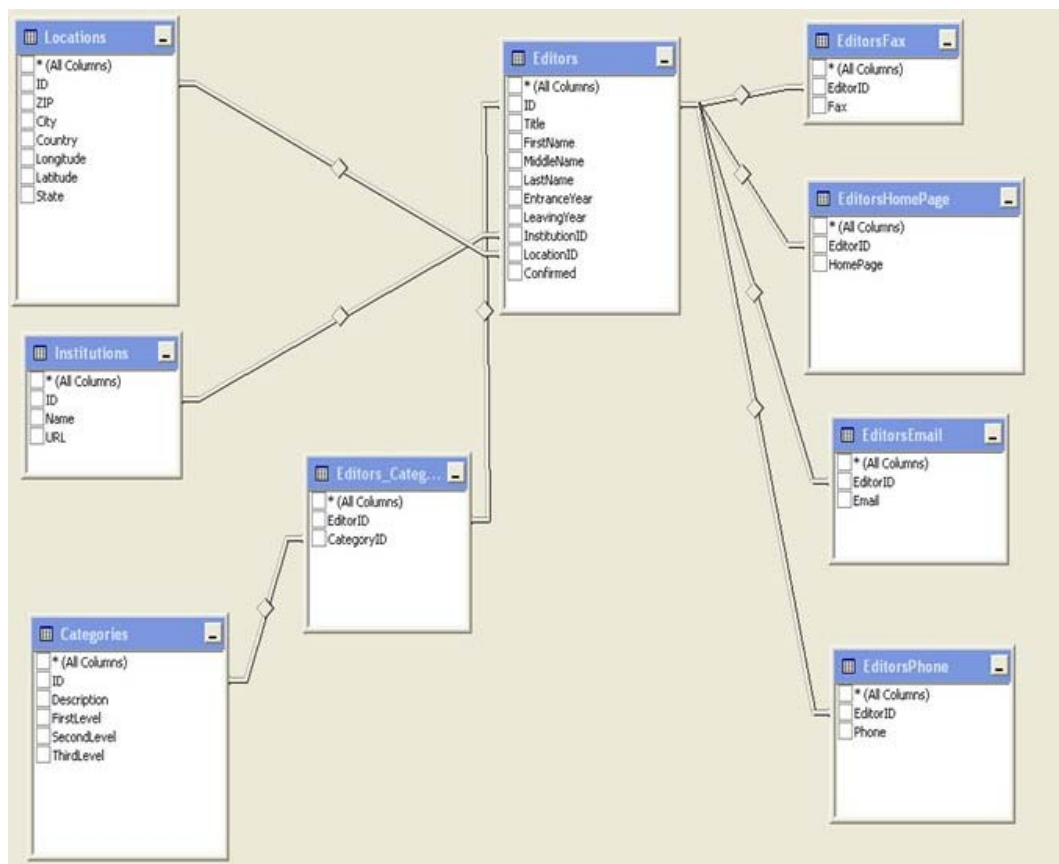 Locations
* (All Columns)
ID
ZIP
City
Country
Longitude
Latitude
State
Editors
* (All Columns)
ID
Title
FirstName
MiddleName
LastName
EntranceYear
LeavingYear
InstitutionID
LocationID
Confirmed
EditorsFax
* (All Columns)
EditorID
Fax
EditorsHomePage
* (All Columns)
EditorID
HomePage
Institutions
* (All Columns)
ID
Name
URL
Editors_Categ...
* (All Columns)
EditorID
CategoryID
EditorsEmail
* (All Columns)
EditorID
Email
Categories
* (All Columns)
ID
Description
FirstLevel
SecondLevel
ThirdLevel
EditorsPhone
* (All Columns)
EditorID
Phone